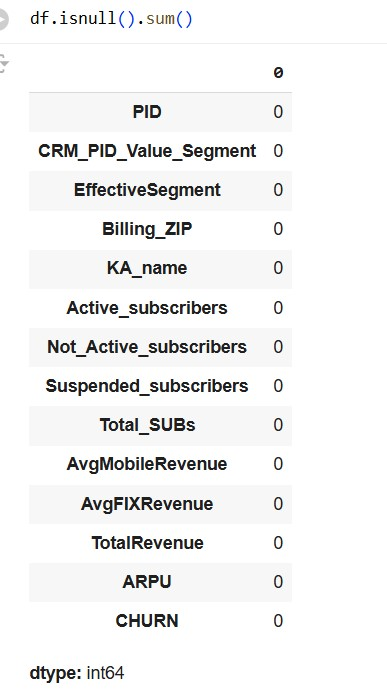 df.isnull().sum()
0
PID 0
CRM_PID_Value_Segment 0
EffectiveSegment 0
Billing_ZIP 0
KA_name 0
Active_subscribers 0
Not_Active_subscribers 0
Suspended_subscribers 0
Total_SUBs 0
AvgMobileRevenue 0
AvgFIXRevenue 0
TotalRevenue 0
ARPU 0
CHURN 0
dtype: int64